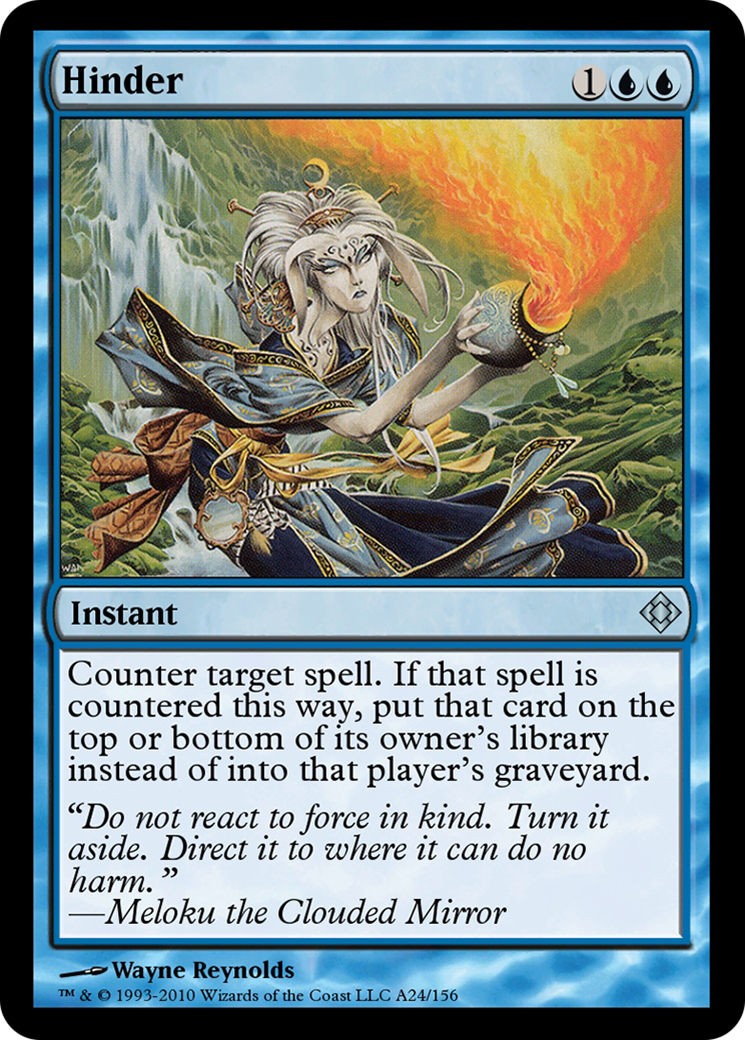 Hinder 1
Instant
Counter target spell. If that spell is
countered this way, put that card on the
top or bottom of its owner’s library
instead of into that player’s graveyard.
“Do not react to force in kind. Turn it
aside. Direct it to where it can do no
harm.”
—Meloku the Clouded Mirror
Wayne Reynolds
™ & © 1993-2010 Wizards of the Coast LLC A24/156